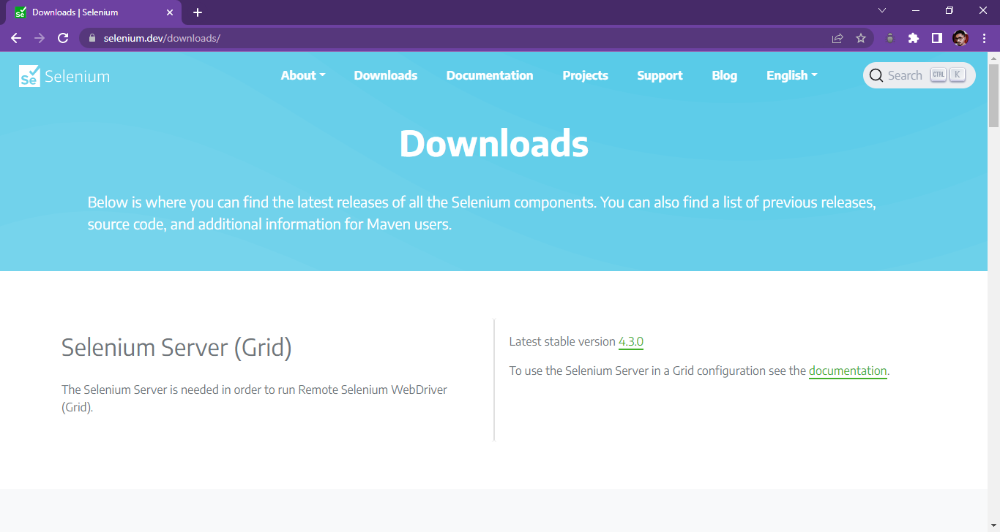 Downloads | Selenium
selenium.dev/downloads/
Se Selenium About Downloads Documentation Projects Support Blog English Search CTRL K
Downloads
Below is where you can find the latest releases of all the Selenium components. You can also find a list of previous releases,
source code, and additional information for Maven users.
Selenium Server (Grid)
The Selenium Server is needed in order to run Remote Selenium WebDriver
(Grid).
Latest stable version 4.3.0
To use the Selenium Server in a Grid configuration see the documentation.